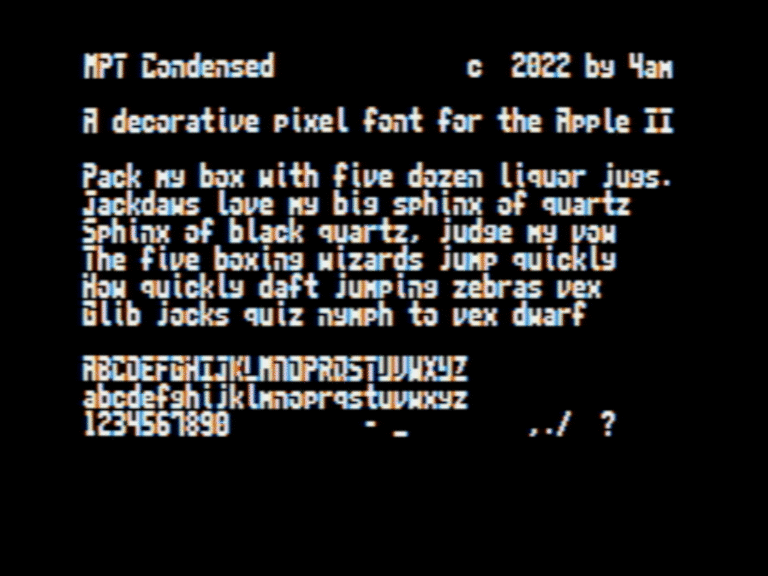 MPT Condensed c 2022 by 4am
A decorative pixel font for the Apple II
Pack my box with five dozen liquor jugs.
Jackdaws love my big sphinx of quartz
Sphinx of black quartz, judge my vow
The five boxing wizards jump quickly
How quickly daft jumping zebras vex
Glib jocks quiz nymph to vex dwarf
ABCDEFGHIJKLMNOPRQSTUVWXYZ
abcdefghijklmnoprqstuvwxyz
1234567890 - _ ,./ ?